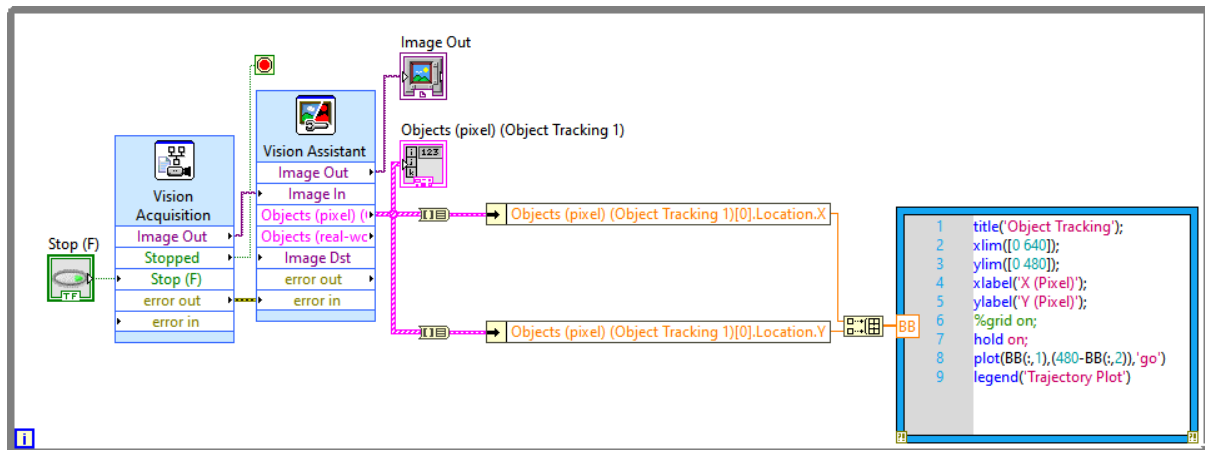 Image Out
Objects (pixel) (Object Tracking 1)
123
i
j
k
Vision Assistant
Image Out
Image In
Objects (pixel) (
Objects (real-wc
Image Dst
error out
error in
Vision
Acquisition
Image Out
Stopped
Stop (F)
error out
error in
Stop (F)
TF
Objects (pixel) (Object Tracking 1)[0].Location.X
Objects (pixel) (Object Tracking 1)[0].Location.Y
BB
1 title('Object Tracking');
2 xlim([0 640]);
3 ylim([0 480]);
4 xlabel('X (Pixel)');
5 ylabel('Y (Pixel)');
6 %grid on;
7 hold on;
8 plot(BB(:,1),(480-BB(:,2)),'go')
9 legend('Trajectory Plot')
i